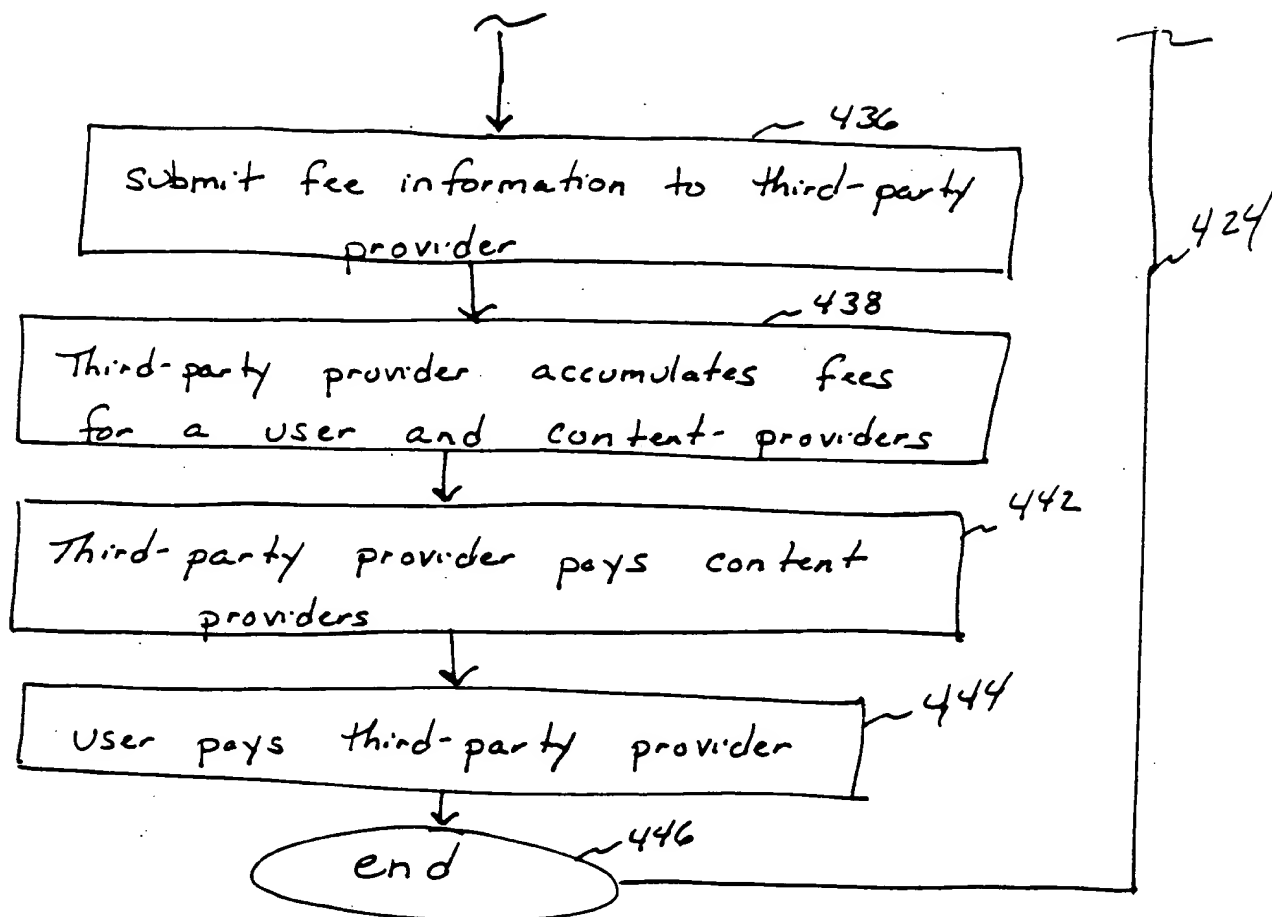 436
submit fee information to third-party
provider
424
438
Third-party provider accumulates fees
for a user and content-providers
442
Third-party provider pays content
providers
444
user pays third-party provider
446
end